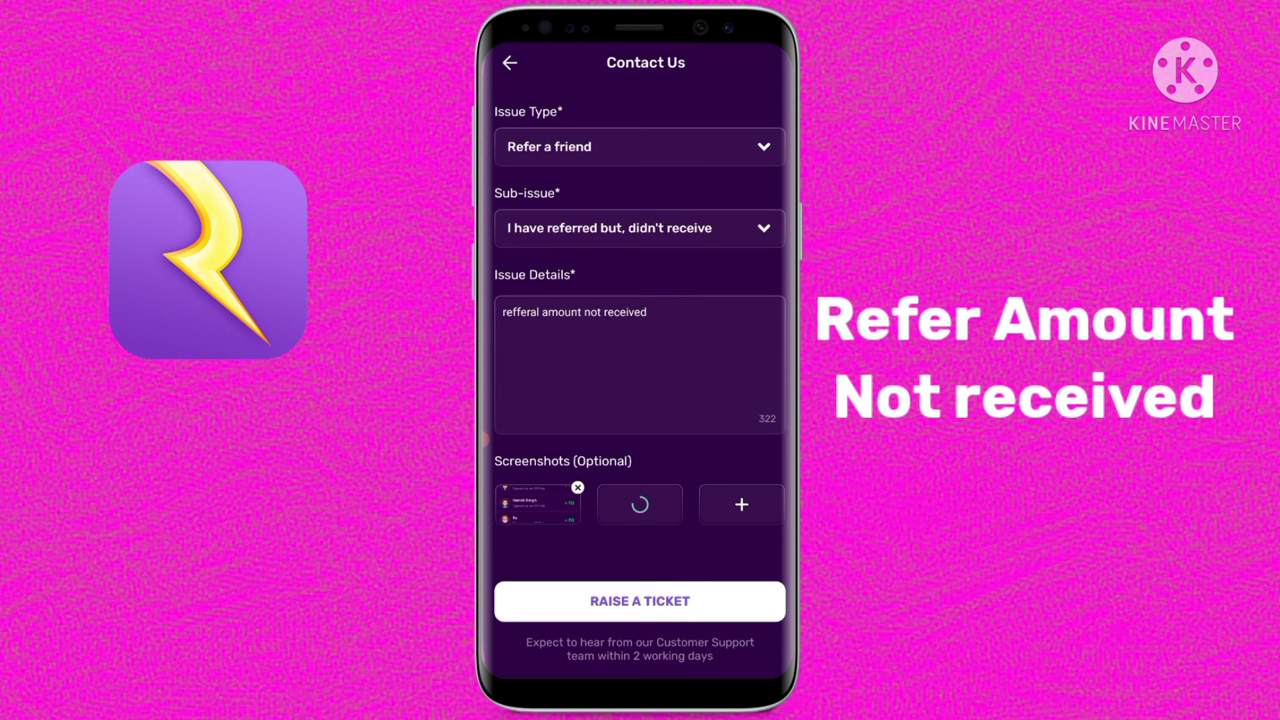 Contact Us
Issue Type*
Refer a friend
Sub-issue*
I have referred but, didn't receive
Issue Details*
refferal amount not received
322
Screenshots (Optional)
RAISE A TICKET
Expect to hear from our Customer Support
team within 2 working days
Refer Amount
Not received
K
KINEMASTER